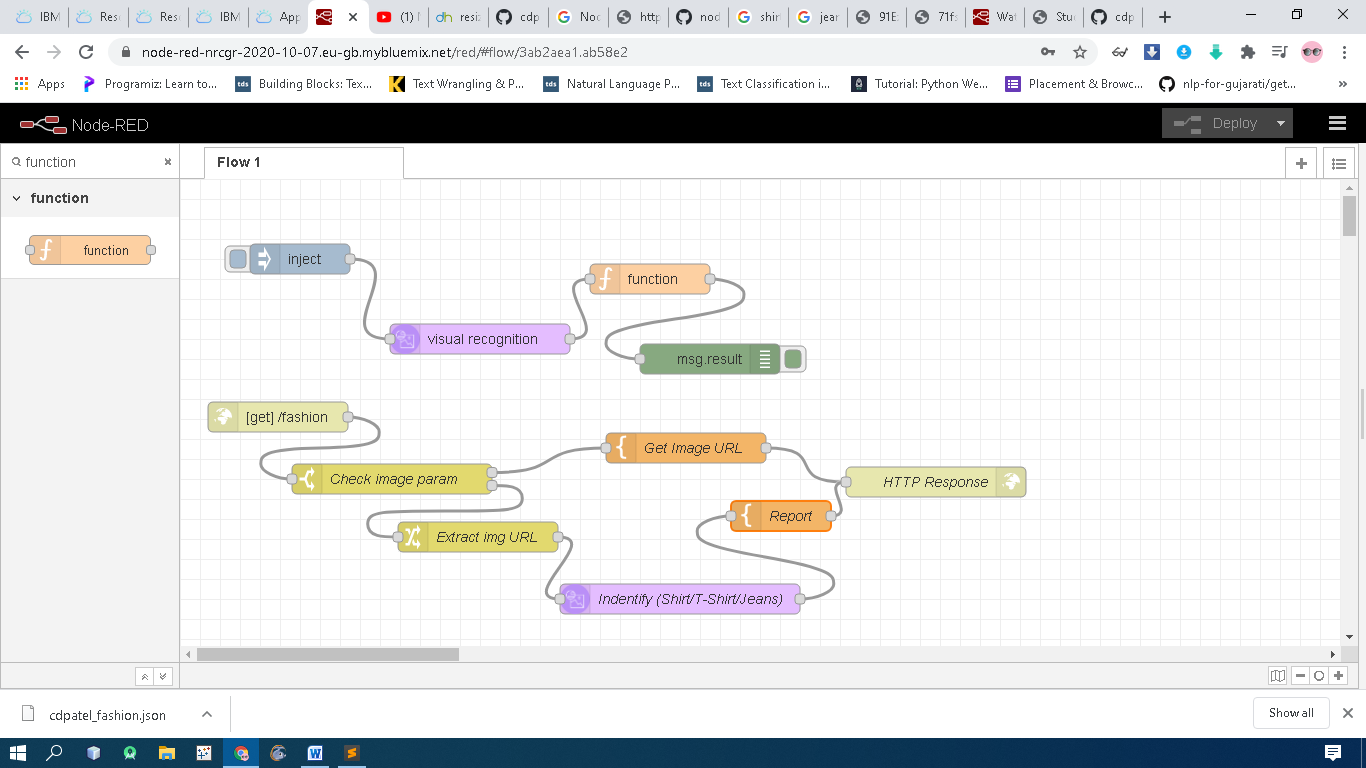 IBM
Rese
Rese
IBM
App
(1) N
resiz
cdp
Noc
http
nod
shir
jear
91E
71fs
Wat
Stu
cdp
node-red-nrcgr-2020-10-07.eu-gb.mybluemix.net/red/#flow/3ab2aea1.ab58e2
Apps
Programiz: Learn to...
Building Blocks: Tex...
Text Wrangling & P...
Natural Language P...
Text Classification i...
Tutorial: Python We...
Placement & Browc...
nlp-for-gujarati/get...
Node-RED
Deploy
function
Flow 1
function
function
inject
function
visual recognition
msg.result
[get] /fashion
Get Image URL
Check image param
HTTP Response
Report
Extract img URL
Indentify (Shirt/T-Shirt/Jeans)
cdpatel_fashion.json
Show all